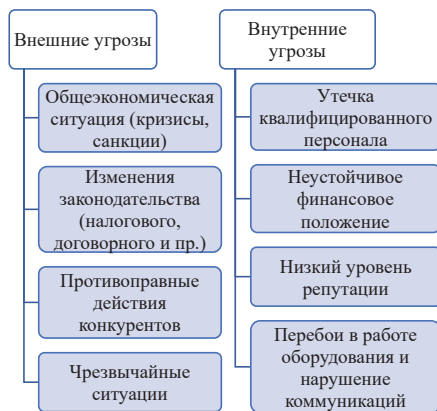 Внешние угрозы
Общеэкономическая
ситуация (кризисы,
санкции)
Изменения
законодательства
(налогового,
договорного и пр.)
Противоправные
действия
конкурентов
Чрезвычайные
ситуации
Внутренние
угрозы
Утечка
квалифицированного
персонала
Неустойчивое
финансовое
положение
Низкий уровень
репутации
Перебои в работе
оборудования и
нарушение
коммуникаций